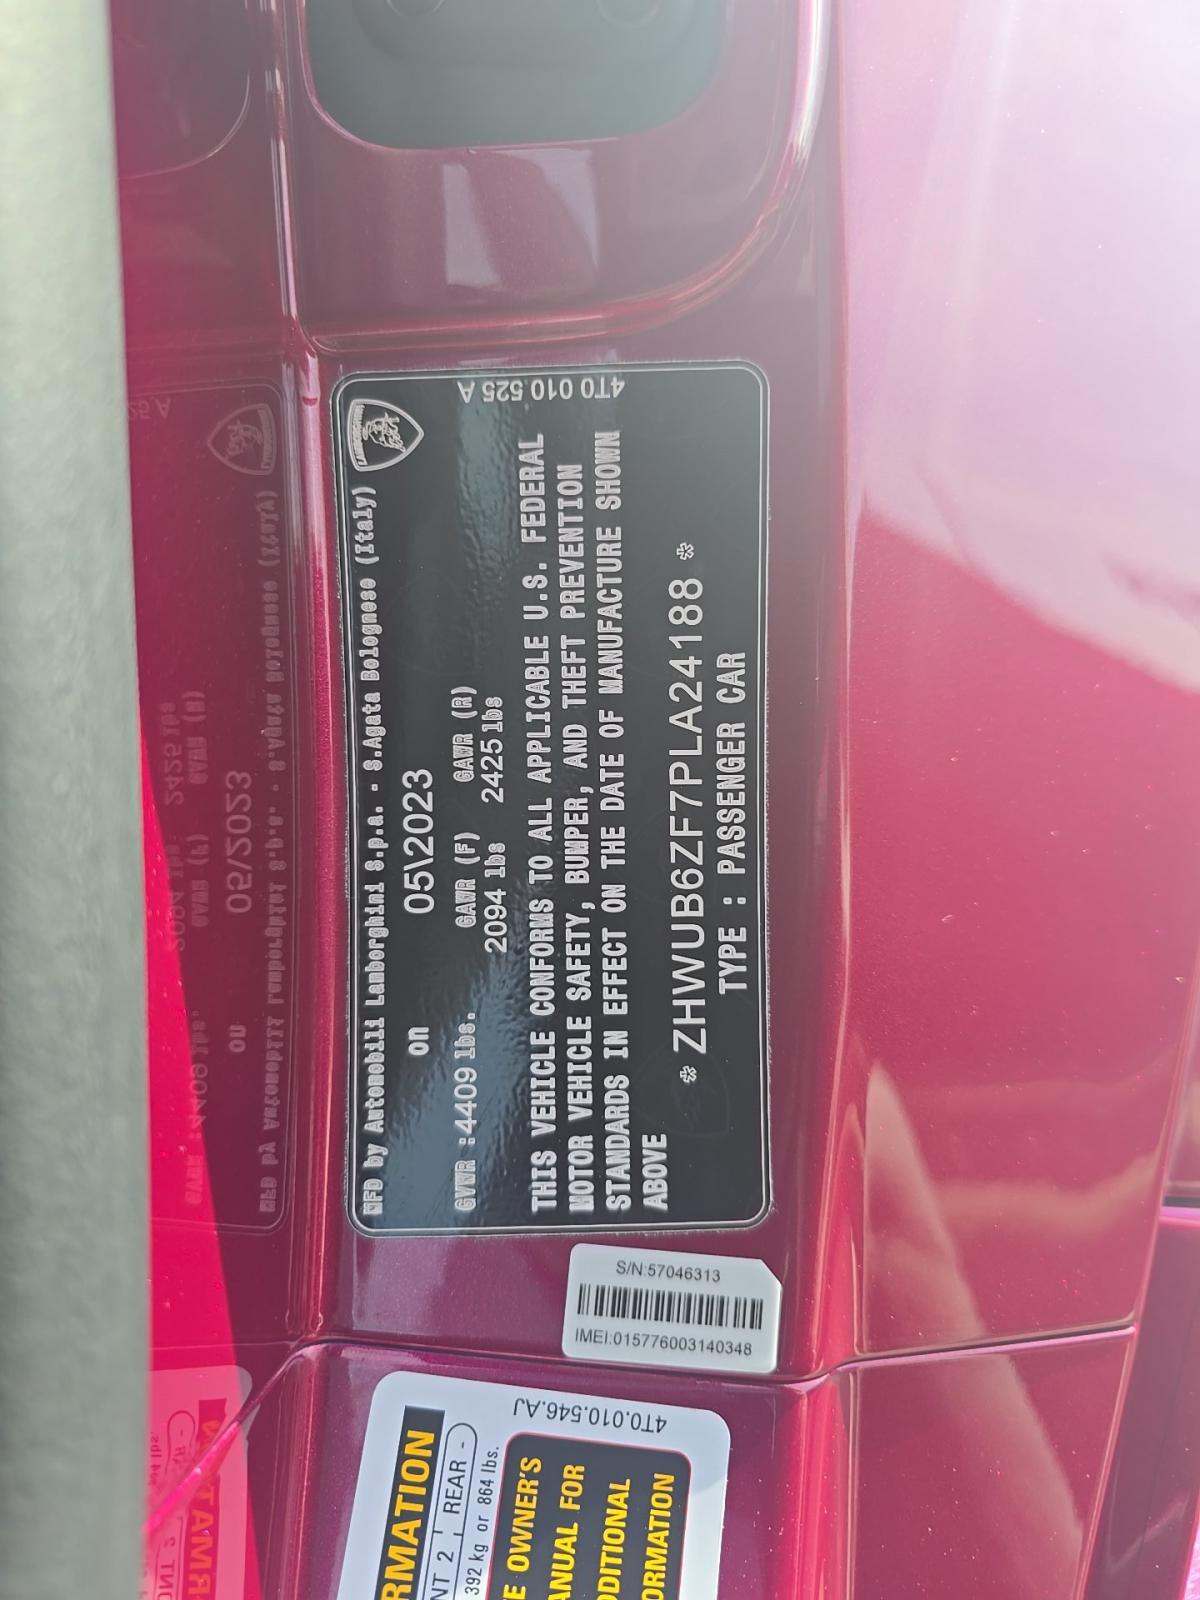 MFD by Automobili Lamborghini S.p.a. - S.Agata Bolognese (Italy)
on 05\2023
GVWR :4409 lbs. GAWR (F) GAWR (R)
2094 lbs 2425 lbs
THIS VEHICLE CONFORMS TO ALL APPLICABLE U.S. FEDERAL
MOTOR VEHICLE SAFETY, BUMPER, AND THEFT PREVENTION
STANDARDS IN EFFECT ON THE DATE OF MANUFACTURE SHOWN
ABOVE
* ZHWUB6ZF7PLA24188 *
TYPE : PASSENGER CAR
4T0 010 525 A
S/N:57046313
IMEI:015776003140348
4T0.010.546.AJ
RMATION
NT 2 REAR -
392 kg or 864 lbs.
E OWNER'S
ANUAL FOR
DDITIONAL
ORMATION